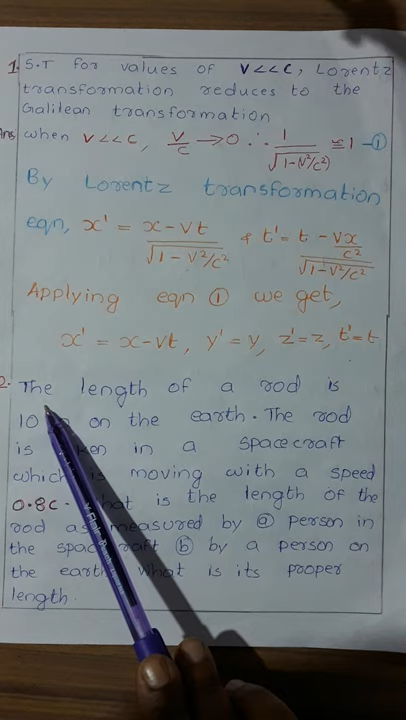 1. S.T for values of V<<C, Lorentz
transformation reduces to the
Galilean transformation
Ans when V<<C, V/C → 0 ∴ 1/√(1-V²/C²) ≅ 1 -①
By Lorentz transformation
eqn, x' = (x-Vt)/√(1-V²/C²) & t' = (t - Vx/C²)/√(1-V²/C²)
Applying eqn ① we get,
x' = x-Vt, y' = y, z' = z, t' = t
2. The length of a rod is
10 on the earth. The rod
is in a spacecraft
which is moving with a speed
0.8C. is the length of the
rod as measured by ⓐ person in
the ⓑ by a person on
the earth. What is its proper
length.